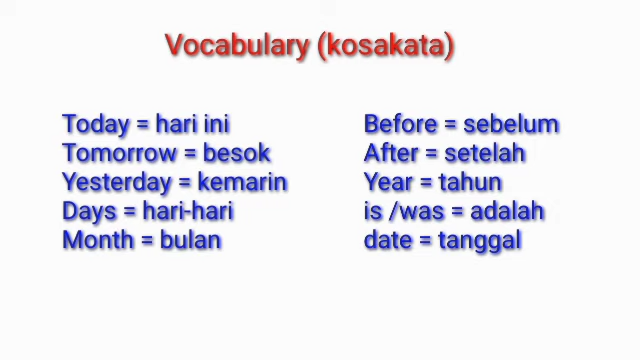 Vocabulary (kosakata)
Today = hari ini
Tomorrow = besok
Yesterday = kemarin
Days = hari-hari
Month = bulan
Before = sebelum
After = setelah
Year = tahun
is /was = adalah
date = tanggal